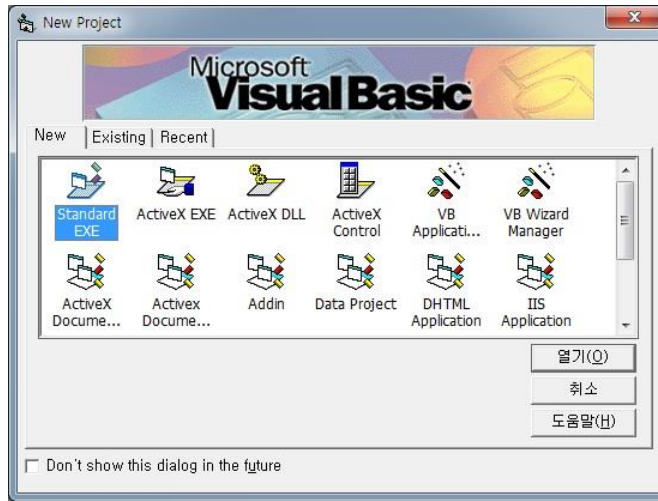 New Project
Microsoft
Visual Basic
New Existing Recent
Standard EXE
ActiveX EXE
ActiveX DLL
ActiveX Control
VB Applicati...
VB Wizard Manager
ActiveX Docume...
Activex Docume...
Addin
Data Project
DHTML Application
IIS Application
열기(O)
취소
도움말(H)
Don't show this dialog in the future